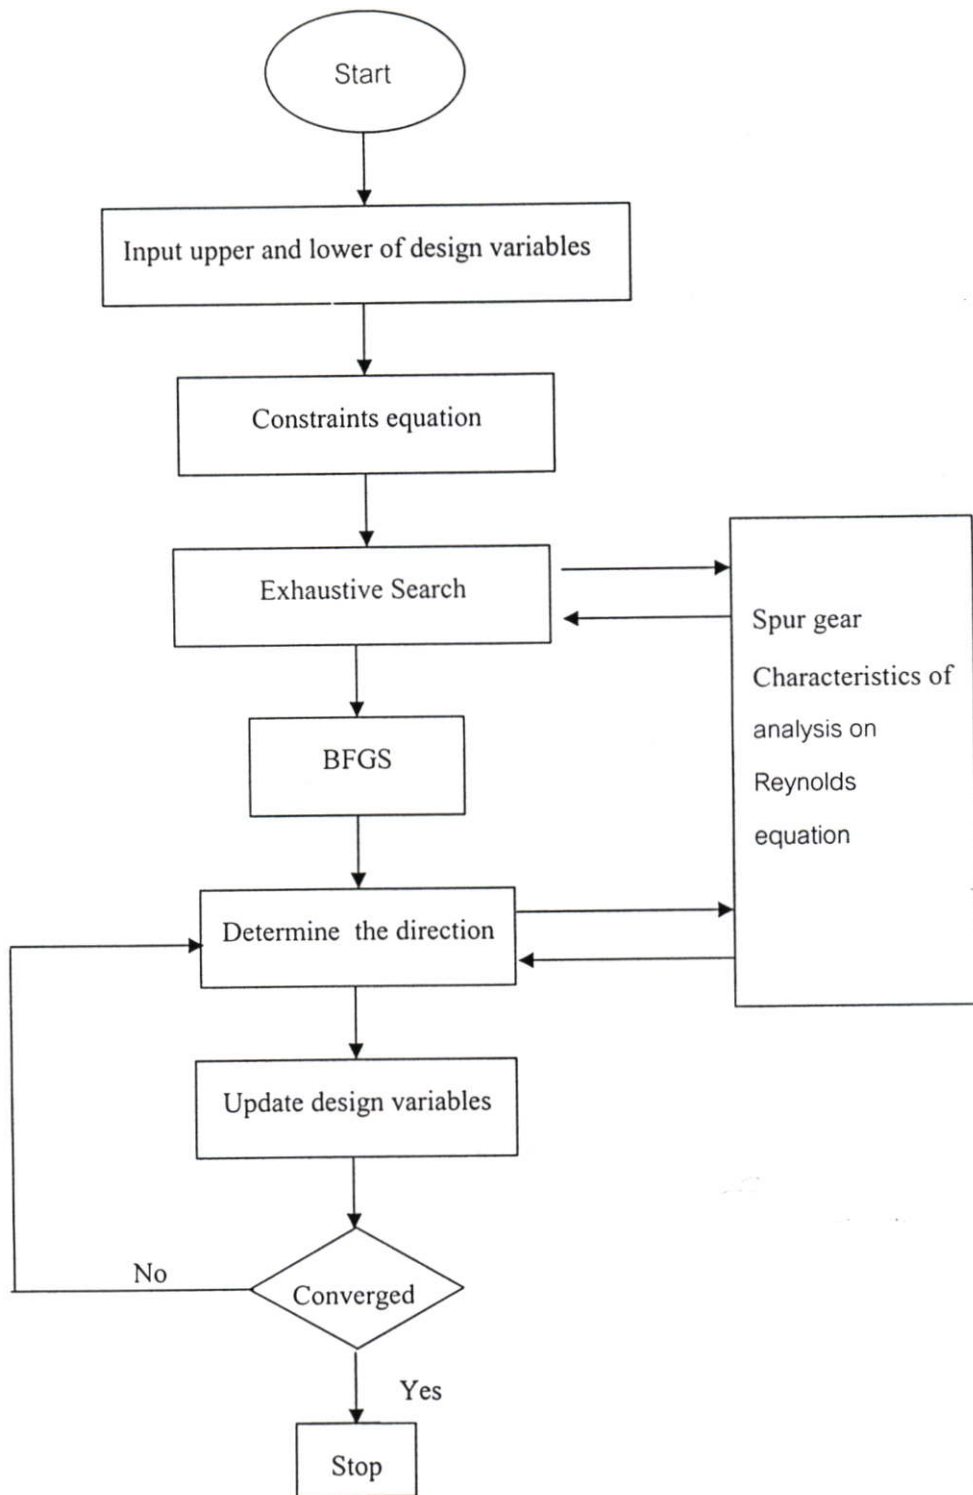 Start
Input upper and lower of design variables
Constraints equation
Exhaustive Search
Spur gear
Characteristics of
analysis on
Reynolds
equation
BFGS
Determine the direction
Update design variables
Converged
No
Yes
Stop